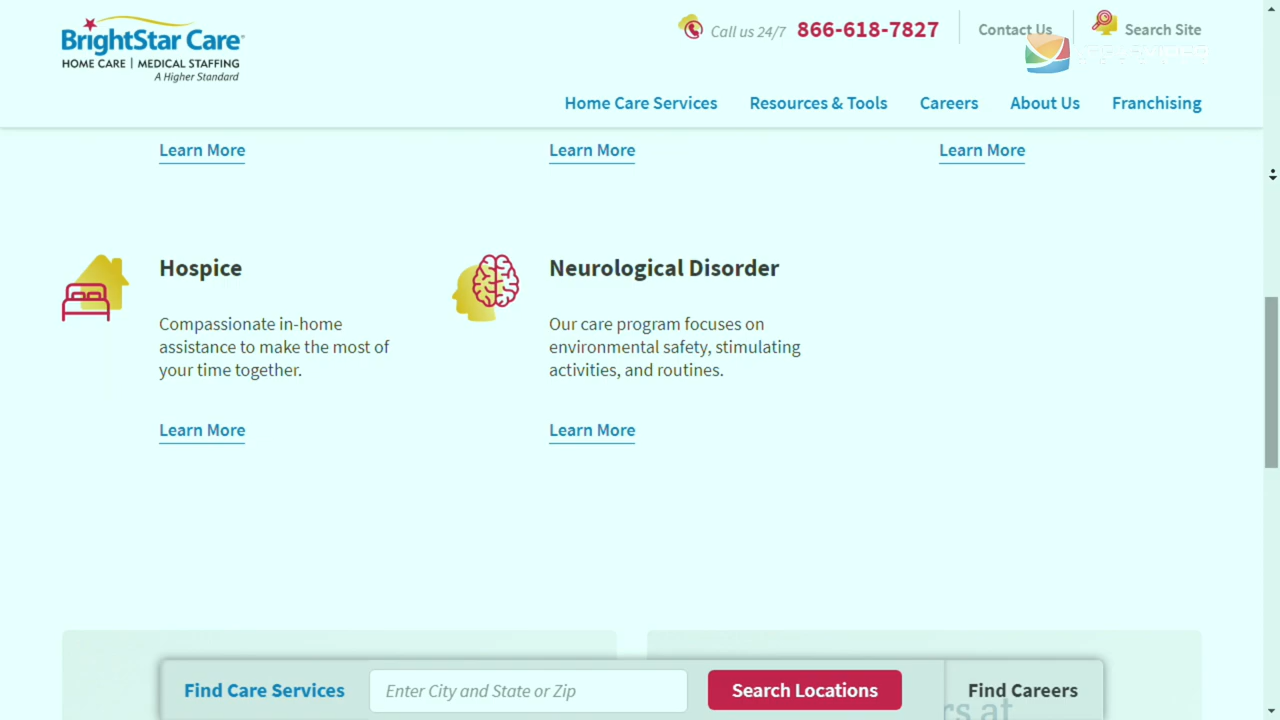 BrightStar Care®
HOME CARE | MEDICAL STAFFING
A Higher Standard
Call us 24/7 866-618-7827
Contact Us
Search Site
Home Care Services
Resources & Tools
Careers
About Us
Franchising
Learn More
Learn More
Learn More
Hospice
Compassionate in-home
assistance to make the most of
your time together.
Learn More
Neurological Disorder
Our care program focuses on
environmental safety, stimulating
activities, and routines.
Learn More
Find Care Services
Enter City and State or Zip
Search Locations
Find Careers